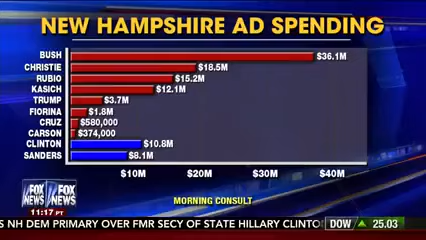 NEW HAMPSHIRE AD SPENDING
BUSH $36.1M
CHRISTIE $18.5M
RUBIO $15.2M
KASICH $12.1M
TRUMP $3.7M
FIORINA $1.8M
CRUZ $580,000
CARSON $374,000
CLINTON $10.8M
SANDERS $8.1M
$10M $20M $30M $40M
MORNING CONSULT
FOX NEWS FOX NEWS
11:17 PT
S NH DEM PRIMARY OVER FMR SECY OF STATE HILLARY CLINTO DOW ▲ 25.03